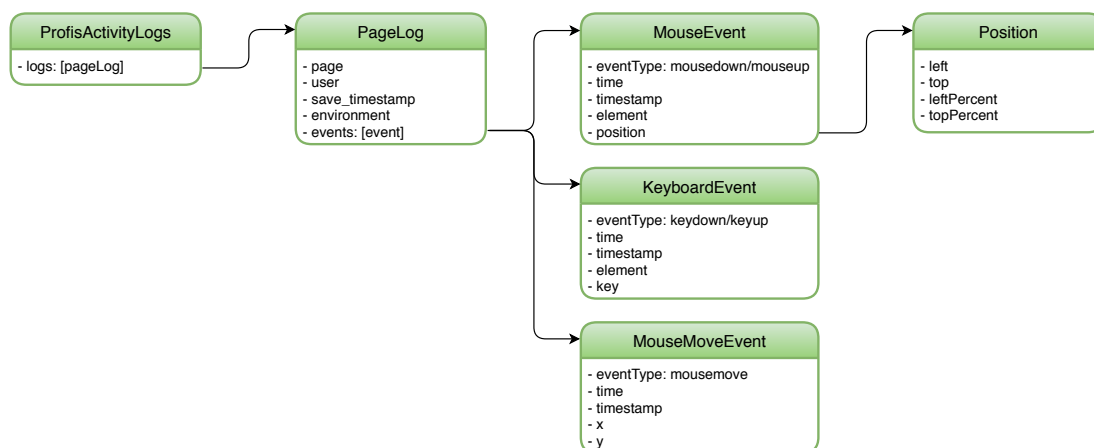 ProfisActivityLogs
- logs: [pageLog]
PageLog
- page
- user
- save_timestamp
- environment
- events: [event]
MouseEvent
- eventType: mousedown/mouseup
- time
- timestamp
- element
- position
Position
- left
- top
- leftPercent
- topPercent
KeyboardEvent
- eventType: keydown/keyup
- time
- timestamp
- element
- key
MouseMoveEvent
- eventType: mousemove
- time
- timestamp
- x
- y